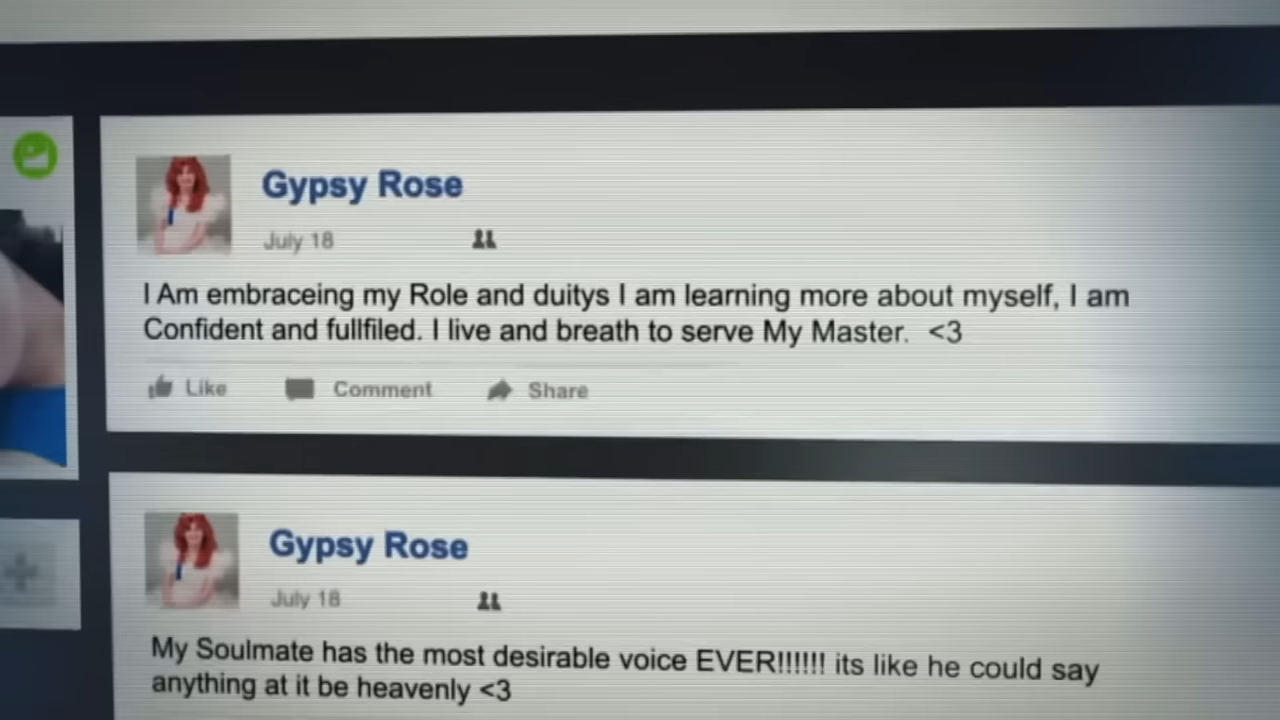 Gypsy Rose
July 18
I Am embraceing my Role and duitys I am learning more about myself, I am
Confident and fullfiled. I live and breath to serve My Master.  <3
Like
Comment
Share
Gypsy Rose
July 18
My Soulmate has the most desirable voice EVER!!!!!! its like he could say
anything at it be heavenly <3